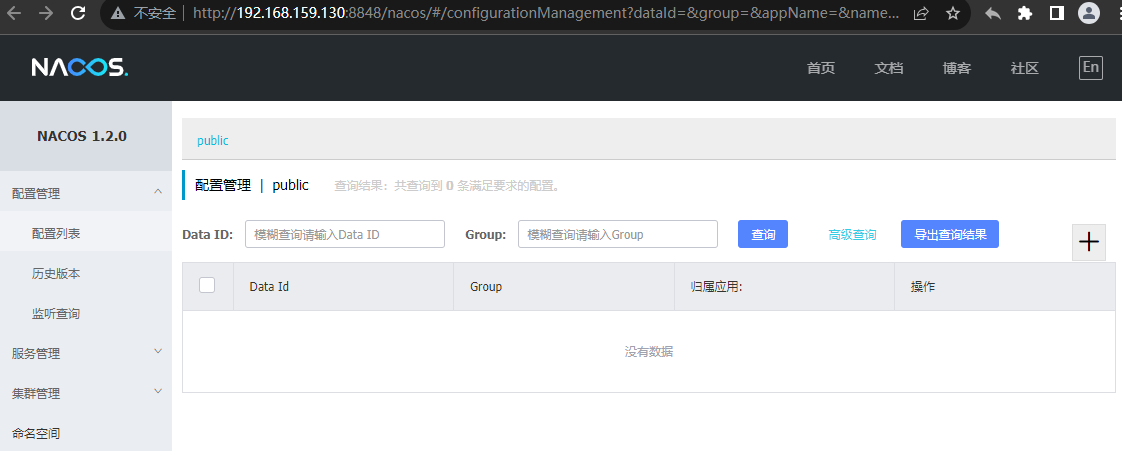 不安全 | http://192.168.159.130:8848/nacos/#/configurationManagement?dataId=&group=&appName=&name...
NACOS.
首页 文档 博客 社区 En
NACOS 1.2.0
public
配置管理
配置管理 | public 查询结果：共查询到 0 条满足要求的配置。
配置列表
Data ID: 模糊查询请输入Data ID Group: 模糊查询请输入Group 查询 高级查询 导出查询结果
历史版本
Data Id Group 归属应用: 操作
监听查询
服务管理
没有数据
集群管理
命名空间